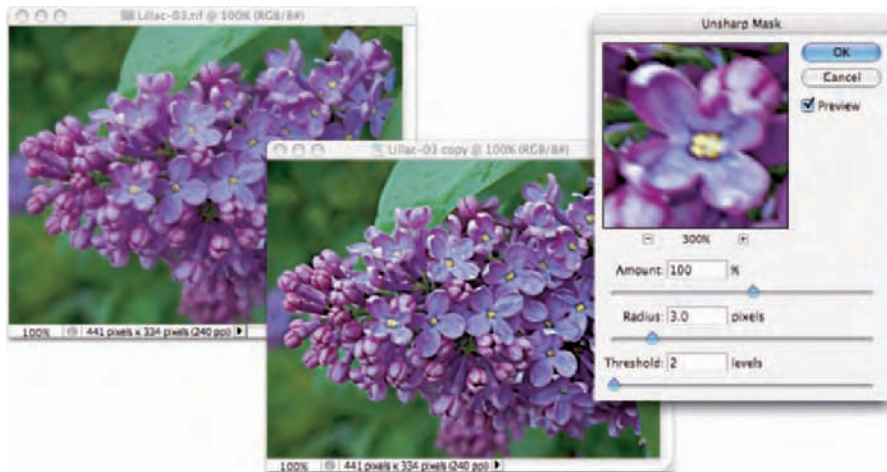 Lillac-03.tif @ 100% (RGB/8#)
100%
441 pixels x 334 pixels (240 ppi)
Lillac-03 copy @ 100% (RGB/8#)
100%
441 pixels x 334 pixels (240 ppi)
Unsharp Mask
OK
Cancel
Preview
300%
Amount: 100 %
Radius: 3.0 pixels
Threshold: 2 levels